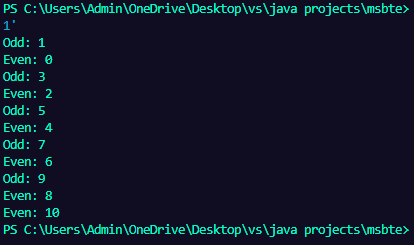 PS C:\Users\Admin\OneDrive\Desktop\vs\java projects\msbte>
1'
Odd: 1
Even: 0
Odd: 3
Even: 2
Odd: 5
Even: 4
Odd: 7
Even: 6
Odd: 9
Even: 8
Even: 10
PS C:\Users\Admin\OneDrive\Desktop\vs\java projects\msbte>